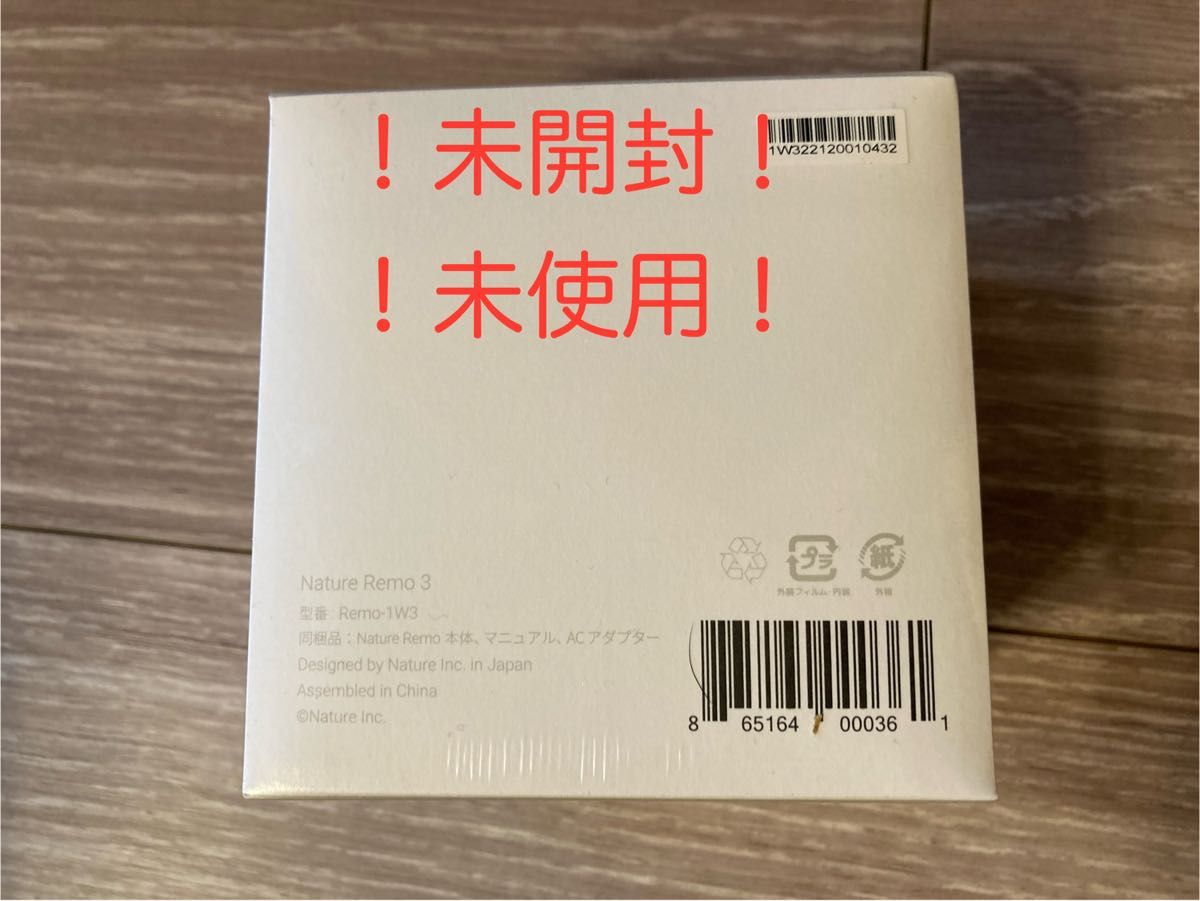 ！未開封！
1W322120010432
！未使用！
プラ
紙
外装フィルム・内装
外箱
Nature Remo 3
型番 : Remo-1W3
同梱品：Nature Remo 本体、マニュアル、ACアダプター
Designed by Nature Inc. in Japan
Assembled in China
©Nature Inc.
8 65164 00036 1